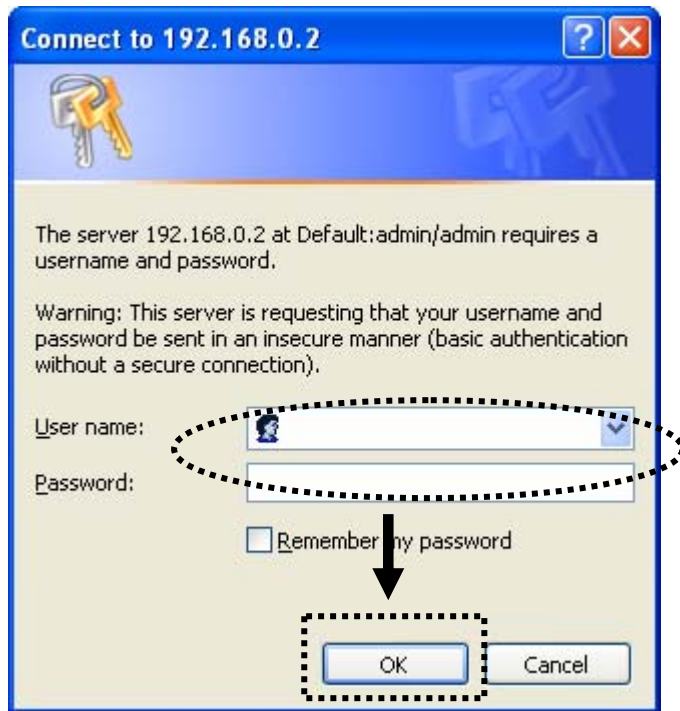 Connect to 192.168.0.2
The server 192.168.0.2 at Default:admin/admin requires a
username and password.
Warning: This server is requesting that your username and
password be sent in an insecure manner (basic authentication
without a secure connection).
User name:
Password:
Remember my password
OK Cancel